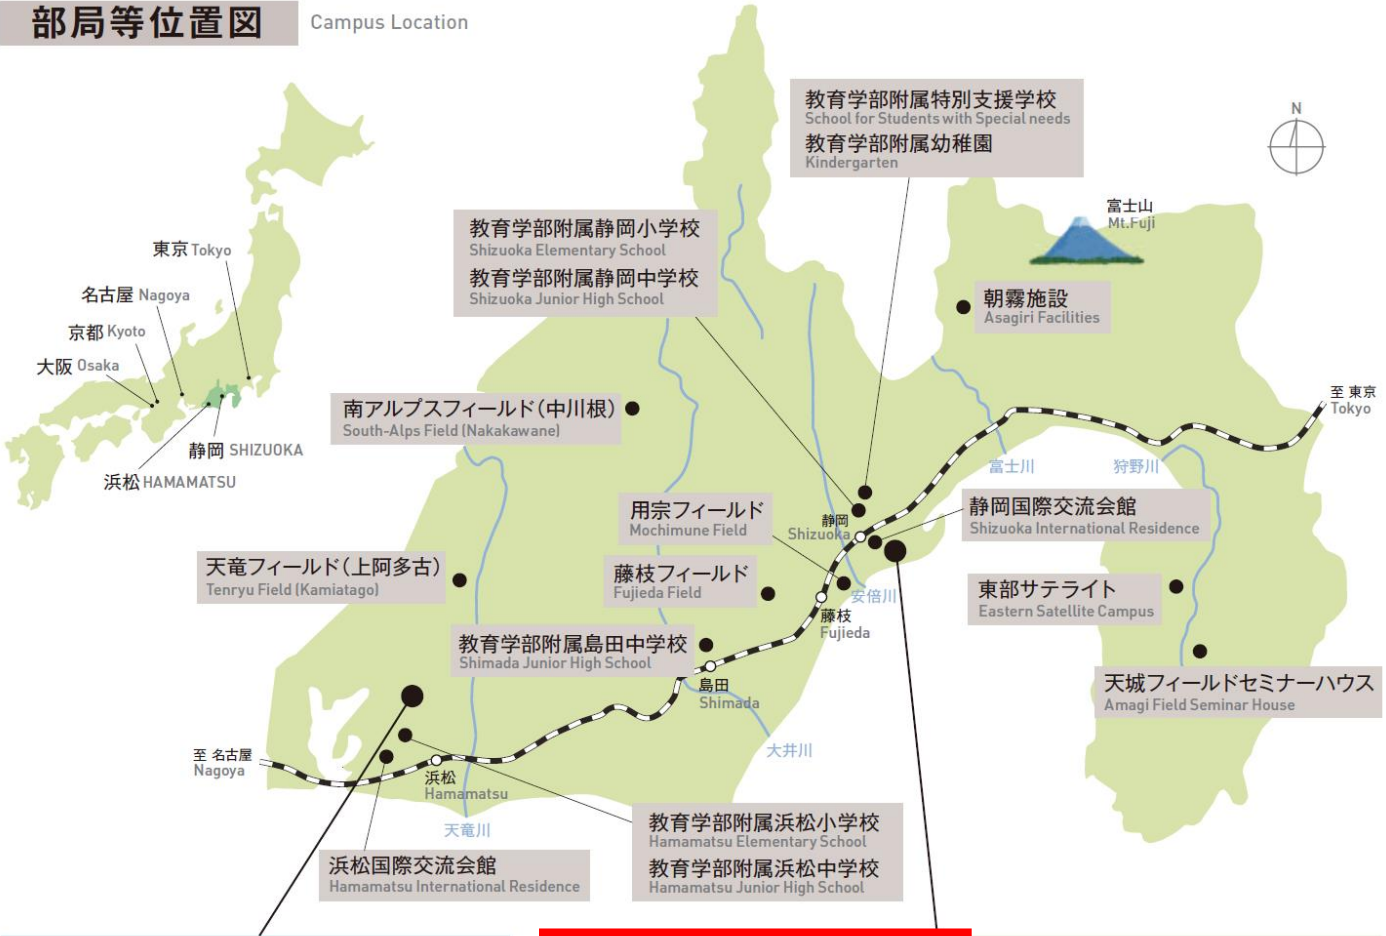 部局等位置図
Campus Location
教育学部附属特別支援学校
School for Students with Special needs
教育学部附属幼稚園
Kindergarten
N
富士山
Mt.Fuji
教育学部附属静岡小学校
Shizuoka Elementary School
教育学部附属静岡中学校
Shizuoka Junior High School
東京 Tokyo
名古屋 Nagoya
京都 Kyoto
大阪 Osaka
静岡 SHIZUOKA
浜松 HAMAMATSU
朝霧施設
Asagiri Facilities
至 東京
Tokyo
南アルプスフィールド(中川根)
South-Alps Field (Nakakawane)
富士川
狩野川
用宗フィールド
Mochimune Field
静岡
Shizuoka
静岡国際交流会館
Shizuoka International Residence
天竜フィールド(上阿多古)
Tenryu Field (Kamiatago)
藤枝フィールド
Fujieda Field
安倍川
藤枝
Fujieda
東部サテライト
Eastern Satellite Campus
教育学部附属島田中学校
Shimada Junior High School
島田
Shimada
天城フィールドセミナーハウス
Amagi Field Seminar House
大井川
至 名古屋
Nagoya
浜松
Hamamatsu
天竜川
教育学部附属浜松小学校
Hamamatsu Elementary School
教育学部附属浜松中学校
Hamamatsu Junior High School
浜松国際交流会館
Hamamatsu International Residence